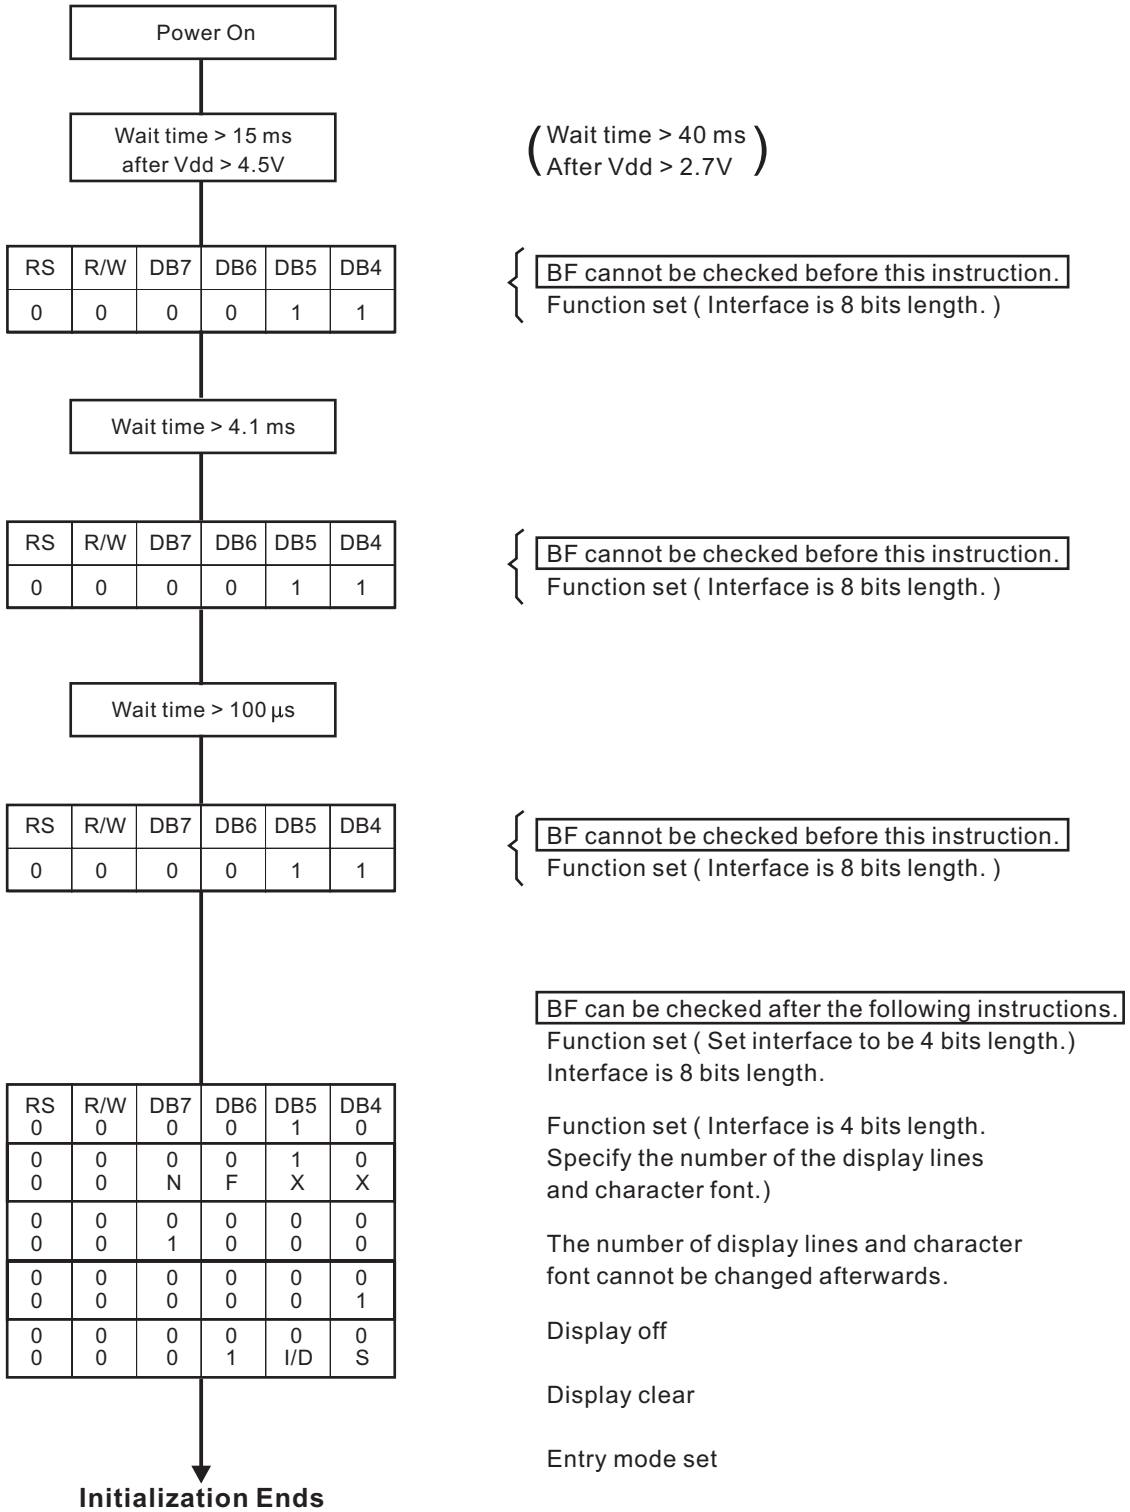 Power On
Wait time > 15 ms
after Vdd > 4.5V
(Wait time > 40 ms
After Vdd > 2.7V)
RS R/W DB7 DB6 DB5 DB4
0 0 0 0 1 1
BF cannot be checked before this instruction.
Function set ( Interface is 8 bits length. )
Wait time > 4.1 ms
RS R/W DB7 DB6 DB5 DB4
0 0 0 0 1 1
BF cannot be checked before this instruction.
Function set ( Interface is 8 bits length. )
Wait time > 100 μs
RS R/W DB7 DB6 DB5 DB4
0 0 0 0 1 1
BF cannot be checked before this instruction.
Function set ( Interface is 8 bits length. )
BF can be checked after the following instructions.
Function set ( Set interface to be 4 bits length.)
Interface is 8 bits length.
RS R/W DB7 DB6 DB5 DB4
0 0 0 0 1 0
0 0 0 0 1 0
0 0 N F X X
0 0 0 0 0 0
0 0 1 0 0 0
0 0 0 0 0 0
0 0 0 0 0 1
0 0 0 0 0 0
0 0 0 1 I/D S
Function set ( Interface is 4 bits length.
Specify the number of the display lines
and character font.)
The number of display lines and character
font cannot be changed afterwards.
Display off
Display clear
Entry mode set
Initialization Ends